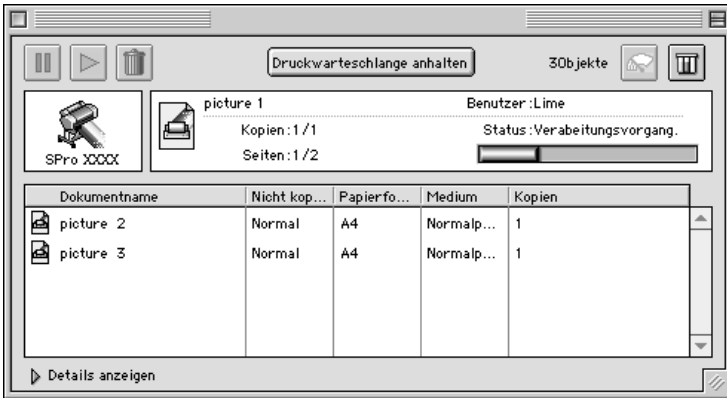 Druckwarteschlange anhalten 3Objekte
SPro XXXX
picture 1 Benutzer:Lime
Kopien:1/1 Status:Verabeitungsvorgang.
Seiten:1/2
Dokumentname Nicht kop... Papierfo... Medium Kopien
picture 2 Normal A4 Normalp... 1
picture 3 Normal A4 Normalp... 1
Details anzeigen